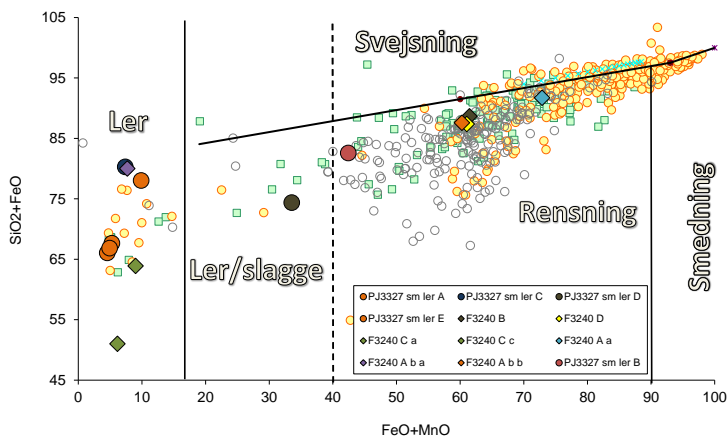 105
95
85
75
65
55
45
SiO2+FeO
0
10
20
30
40
50
60
70
80
90
100
FeO+MnO
Svejsning
Ler
Ler/slagge
Rensning
Smedning
PJ3327 sm ler A
PJ3327 sm ler C
PJ3327 sm ler D
PJ3327 sm ler E
F3240 B
F3240 D
F3240 C a
F3240 C c
F3240 A a
F3240 A b a
F3240 A b b
PJ3327 sm ler B